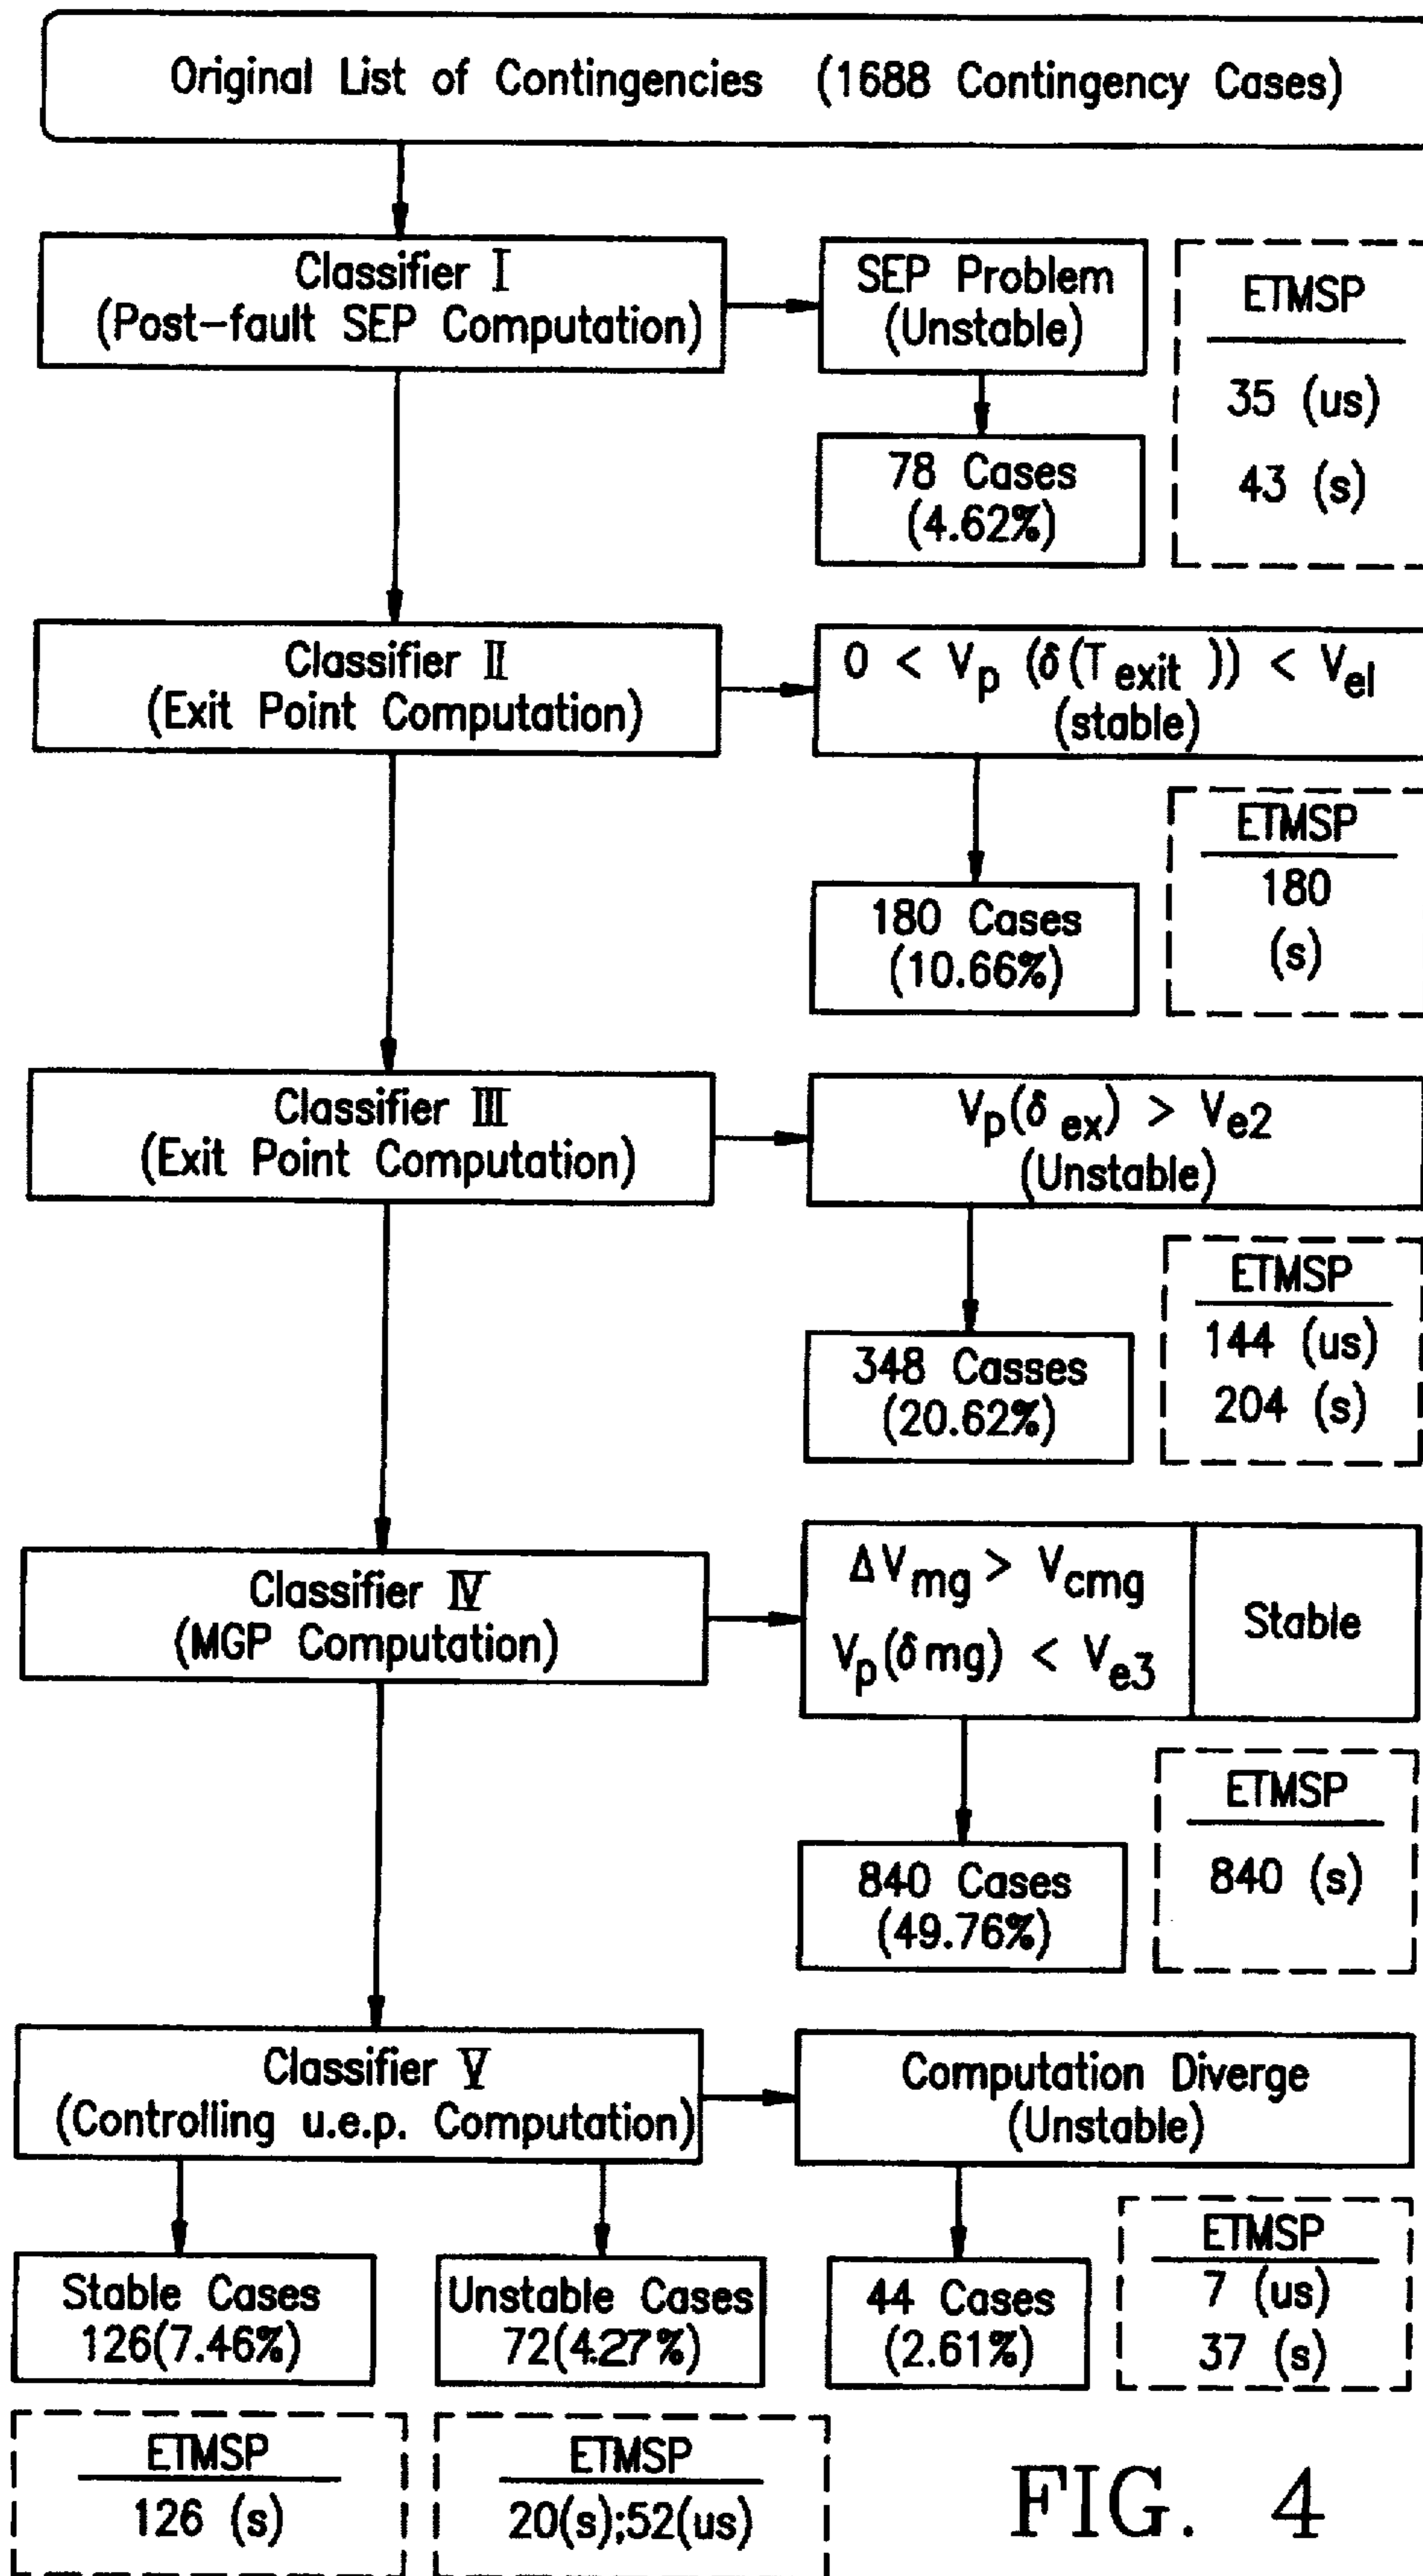 Original List of Contingencies (1688 Contingency Cases)
Classifier I
(Post-fault SEP Computation)
SEP Problem
(Unstable)
ETMSP
35 (us)
43 (s)
78 Cases
(4.62%)
Classifier II
(Exit Point Computation)
0 < Vp (δ(Texit )) < Vel
(stable)
ETMSP
180
(s)
180 Cases
(10.66%)
Classifier III
(Exit Point Computation)
Vp(δ ex) > Ve2
(Unstable)
ETMSP
144 (us)
204 (s)
348 Casses
(20.62%)
Classifier IV
(MGP Computation)
ΔVmg > Vcmg
Vp(δ mg) < Ve3
Stable
ETMSP
840 (s)
840 Cases
(49.76%)
Classifier V
(Controlling u.e.p. Computation)
Computation Diverge
(Unstable)
Stable Cases
126(7.46%)
Unstable Cases
72(4.27%)
44 Cases
(2.61%)
ETMSP
7 (us)
37 (s)
ETMSP
126 (s)
ETMSP
20(s);52(us)
FIG. 4